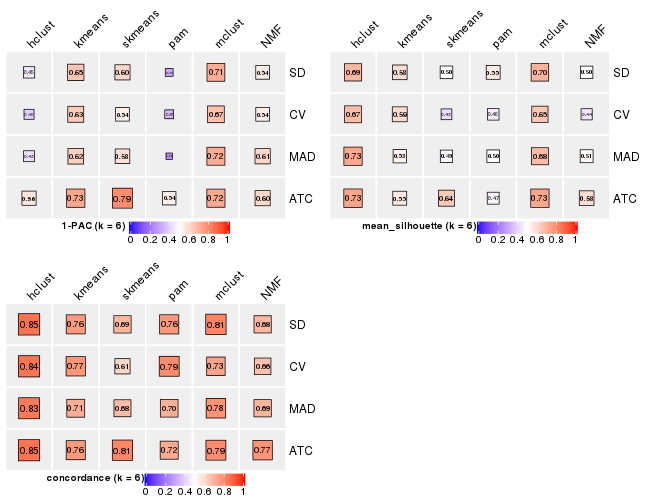 hclust kmeans skmeans pam mclust NMF
0.65 0.60 0.71 0.54 SD
0.63 0.54 0.67 0.54 CV
0.62 0.58 0.72 0.61 MAD
0.56 0.73 0.79 0.54 0.72 0.60 ATC
1-PAC (k = 6)
0 0.2 0.4 0.6 0.8 1
hclust kmeans skmeans pam mclust NMF
0.69 0.58 0.50 0.55 0.70 0.50 SD
0.67 0.59 0.65 0.44 CV
0.73 0.53 0.49 0.50 0.68 0.51 MAD
0.73 0.55 0.64 0.47 0.73 0.58 ATC
mean_silhouette (k = 6)
0 0.2 0.4 0.6 0.8 1
hclust kmeans skmeans pam mclust NMF
0.85 0.76 0.69 0.76 0.81 0.68 SD
0.84 0.77 0.61 0.79 0.73 0.66 CV
0.83 0.71 0.68 0.70 0.78 0.69 MAD
0.85 0.76 0.81 0.72 0.79 0.77 ATC
concordance (k = 6)
0 0.2 0.4 0.6 0.8 1